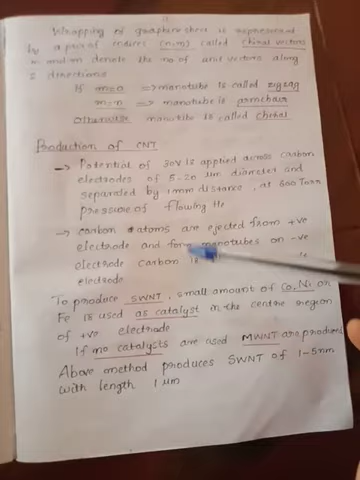 Wrapping of graphene sheet is expressed
by a pair of indices (n,m) called chiral vectors
n and m denote the no of unit vectors along
2 directions
If m=0 => nanotube is called zigzag
m=n => nanotube is armchair
Otherwise nanotube is called chiral
Production of CNT
→ Potential of 30V is applied across carbon
electrodes of 5-20 μm diameter and
separated by 1mm distance, at 500 Torr
pressure of flowing He
→ carbon atoms are ejected from +ve
electrode and form nanotubes on -ve
electrode carbon is
electrode
To produce SWNT, small amount of Co, Ni or
Fe is used as catalyst in the centre region
of +ve electrode
If no catalysts are used MWNT are produced
Above method produces SWNT of 1-5nm
with length 1 μm